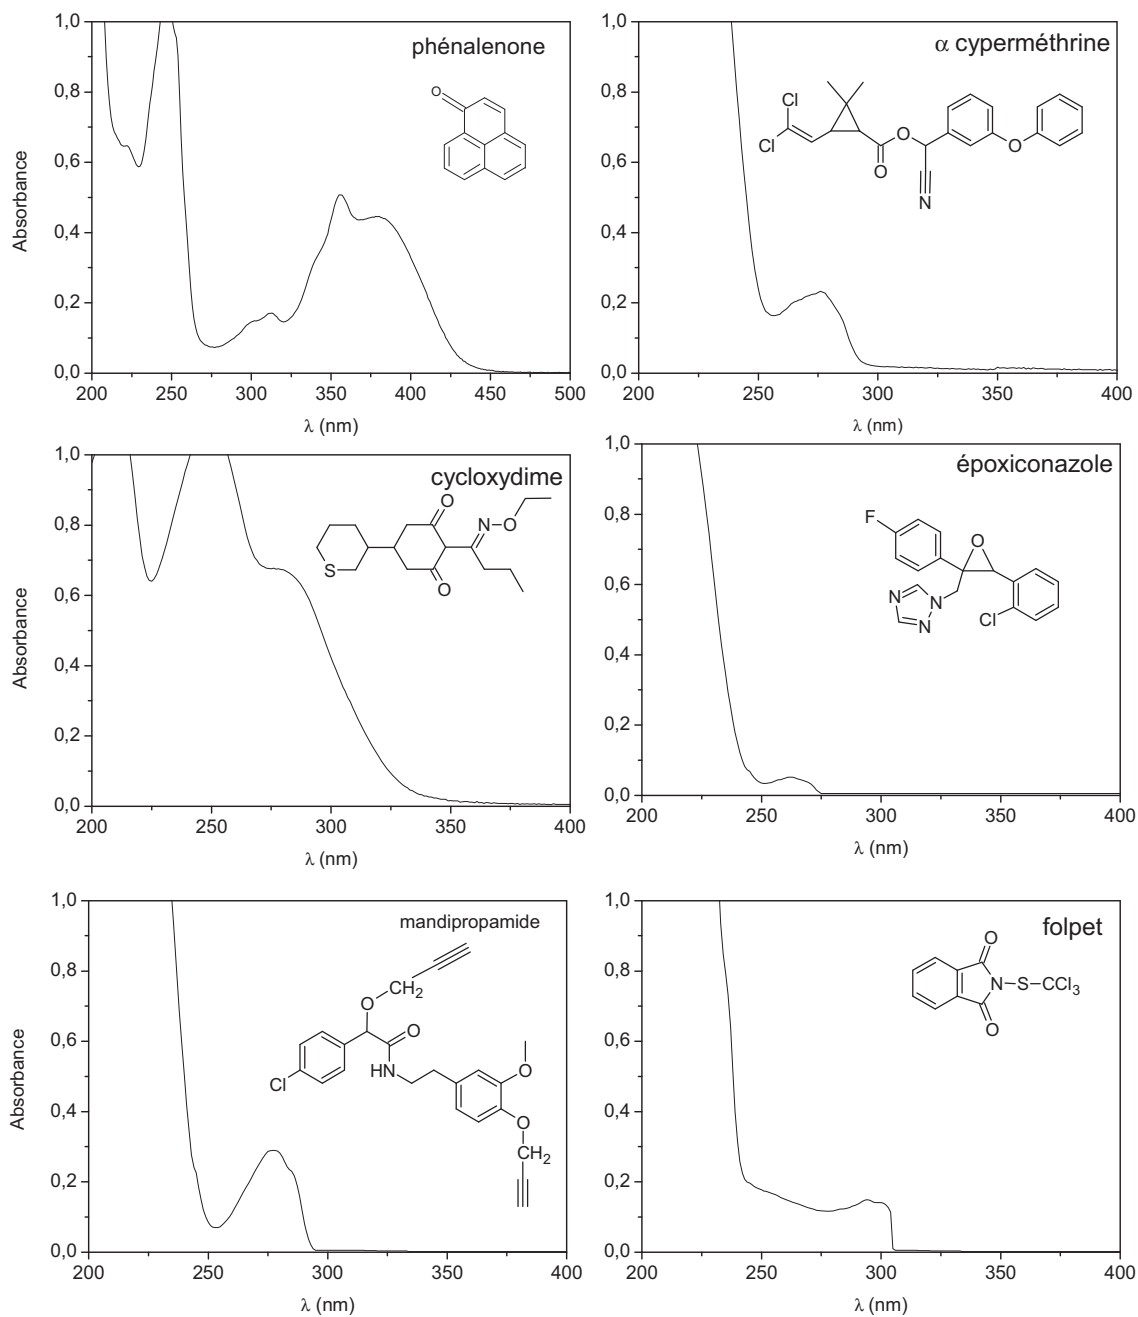 phénalenone
O
1,0
0,8
0,6
0,4
0,2
0,0
Absorbance
200 250 300 350 400 450 500
λ (nm)
α cyperméthrine
Cl
Cl
O
O
O
N
1,0
0,8
0,6
0,4
0,2
0,0
200 250 300 350 400
λ (nm)
cycloxydime
O
N
O
S
O
1,0
0,8
0,6
0,4
0,2
0,0
Absorbance
200 250 300 350 400
λ (nm)
époxiconazole
F
O
N
N
N
Cl
1,0
0,8
0,6
0,4
0,2
0,0
200 250 300 350 400
λ (nm)
mandipropamide
O
CH2
O
HN
Cl
O
O
CH2
1,0
0,8
0,6
0,4
0,2
0,0
Absorbance
200 250 300 350 400
λ (nm)
folpet
O
N S CCl3
O
1,0
0,8
0,6
0,4
0,2
0,0
200 250 300 350 400
λ (nm)